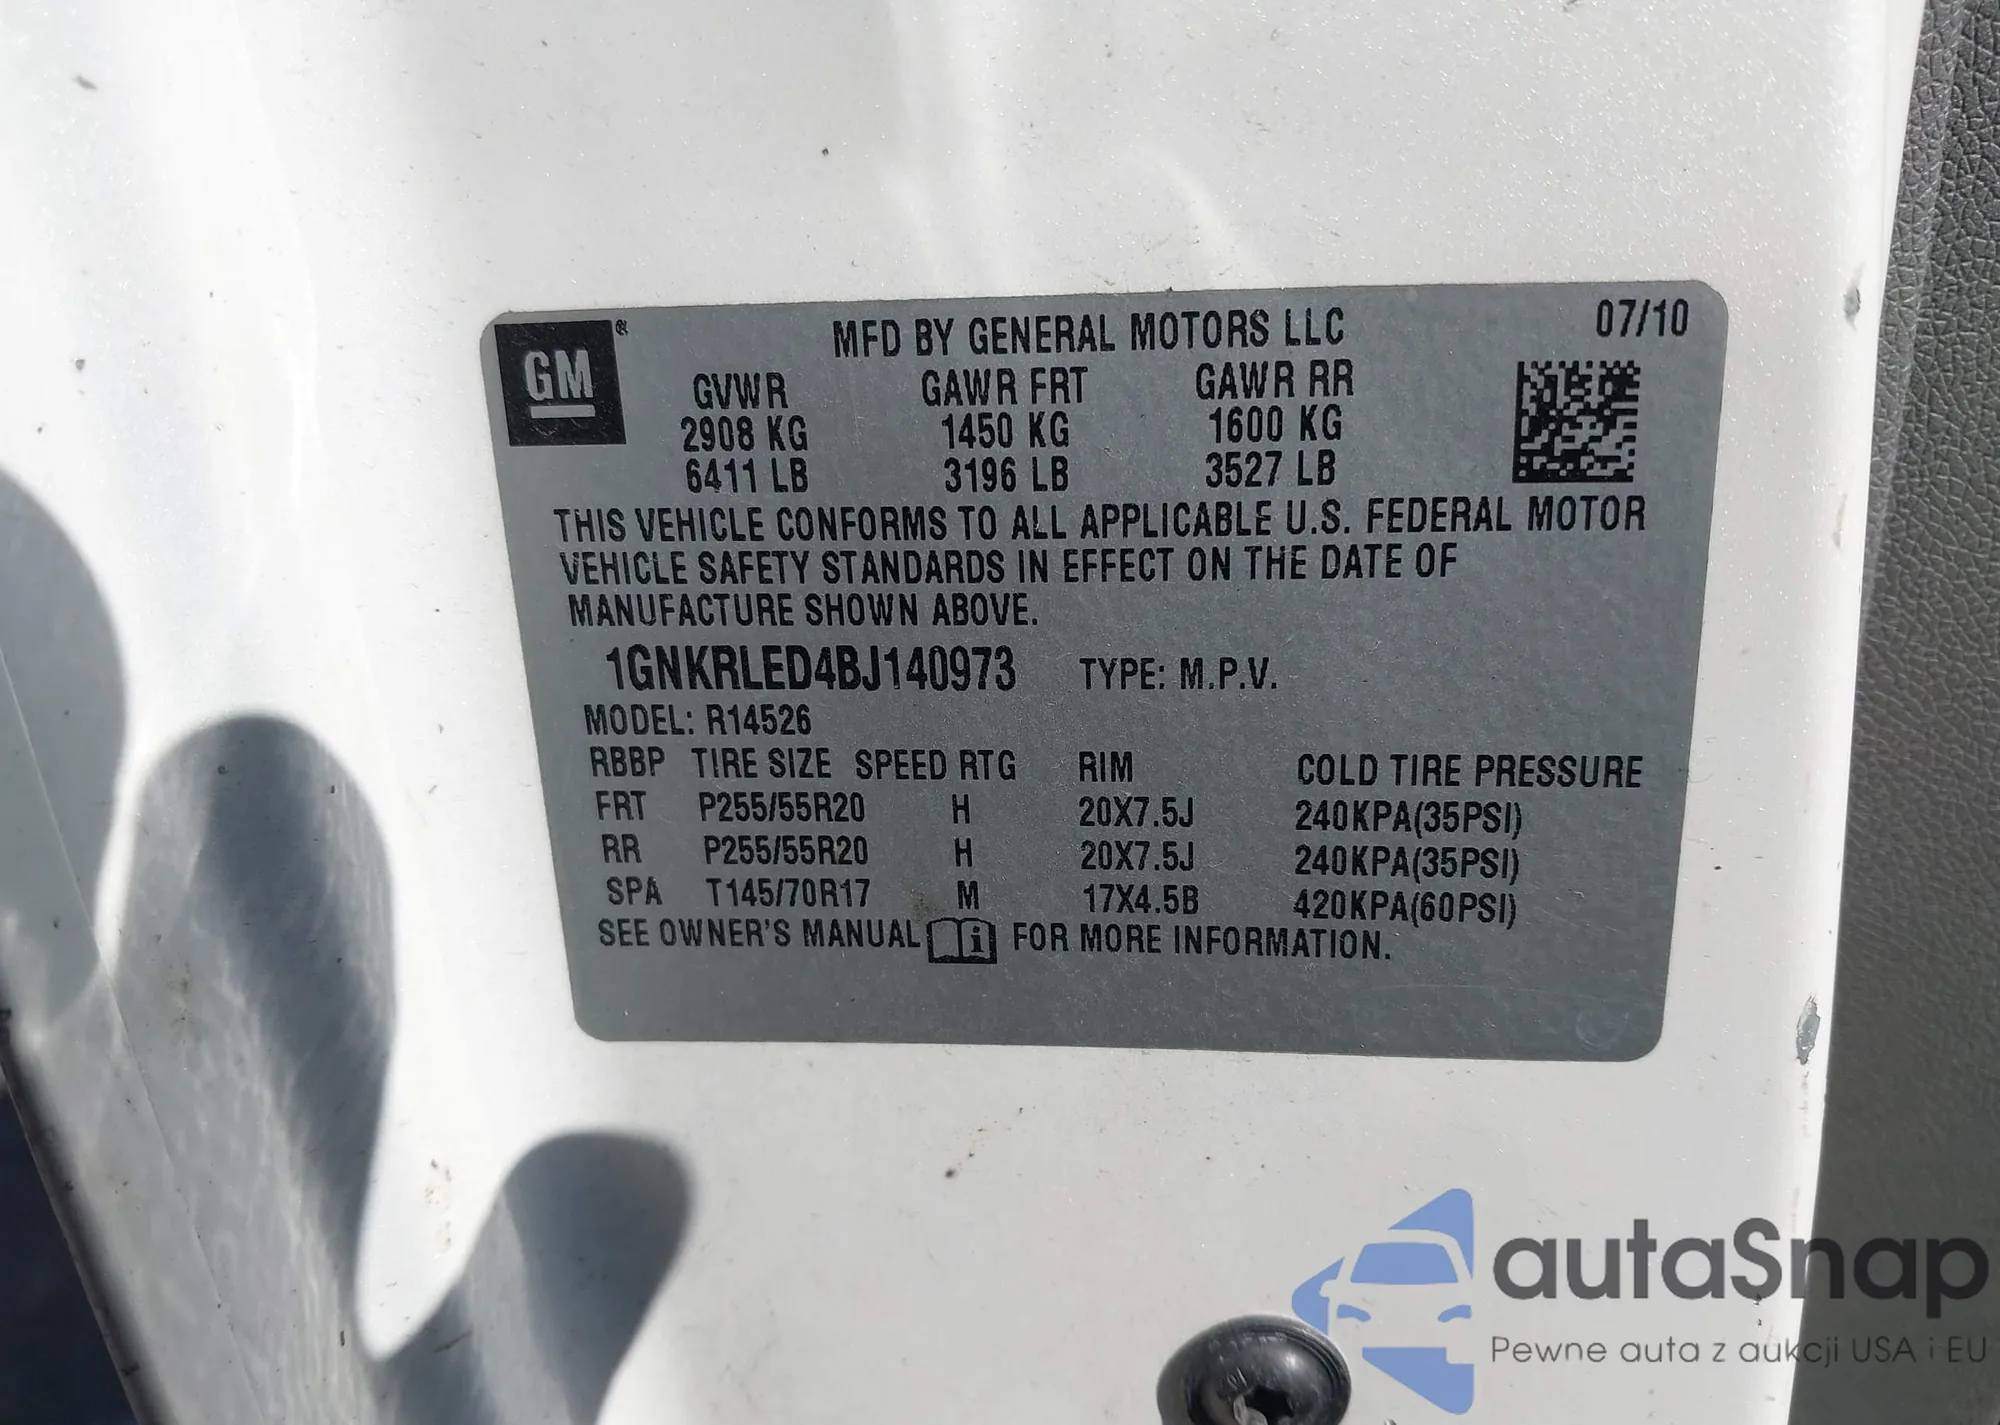 GM ®
MFD BY GENERAL MOTORS LLC 07/10
GVWR GAWR FRT GAWR RR
2908 KG 1450 KG 1600 KG
6411 LB 3196 LB 3527 LB
THIS VEHICLE CONFORMS TO ALL APPLICABLE U.S. FEDERAL MOTOR
VEHICLE SAFETY STANDARDS IN EFFECT ON THE DATE OF
MANUFACTURE SHOWN ABOVE.
1GNKRLED4BJ140973 TYPE: M.P.V.
MODEL: R14526
RBBP TIRE SIZE SPEED RTG RIM COLD TIRE PRESSURE
FRT P255/55R20 H 20X7.5J 240KPA(35PSI)
RR P255/55R20 H 20X7.5J 240KPA(35PSI)
SPA T145/70R17 M 17X4.5B 420KPA(60PSI)
SEE OWNER'S MANUAL i FOR MORE INFORMATION.
autaSnap
Pewne auta z aukcji USA i EU